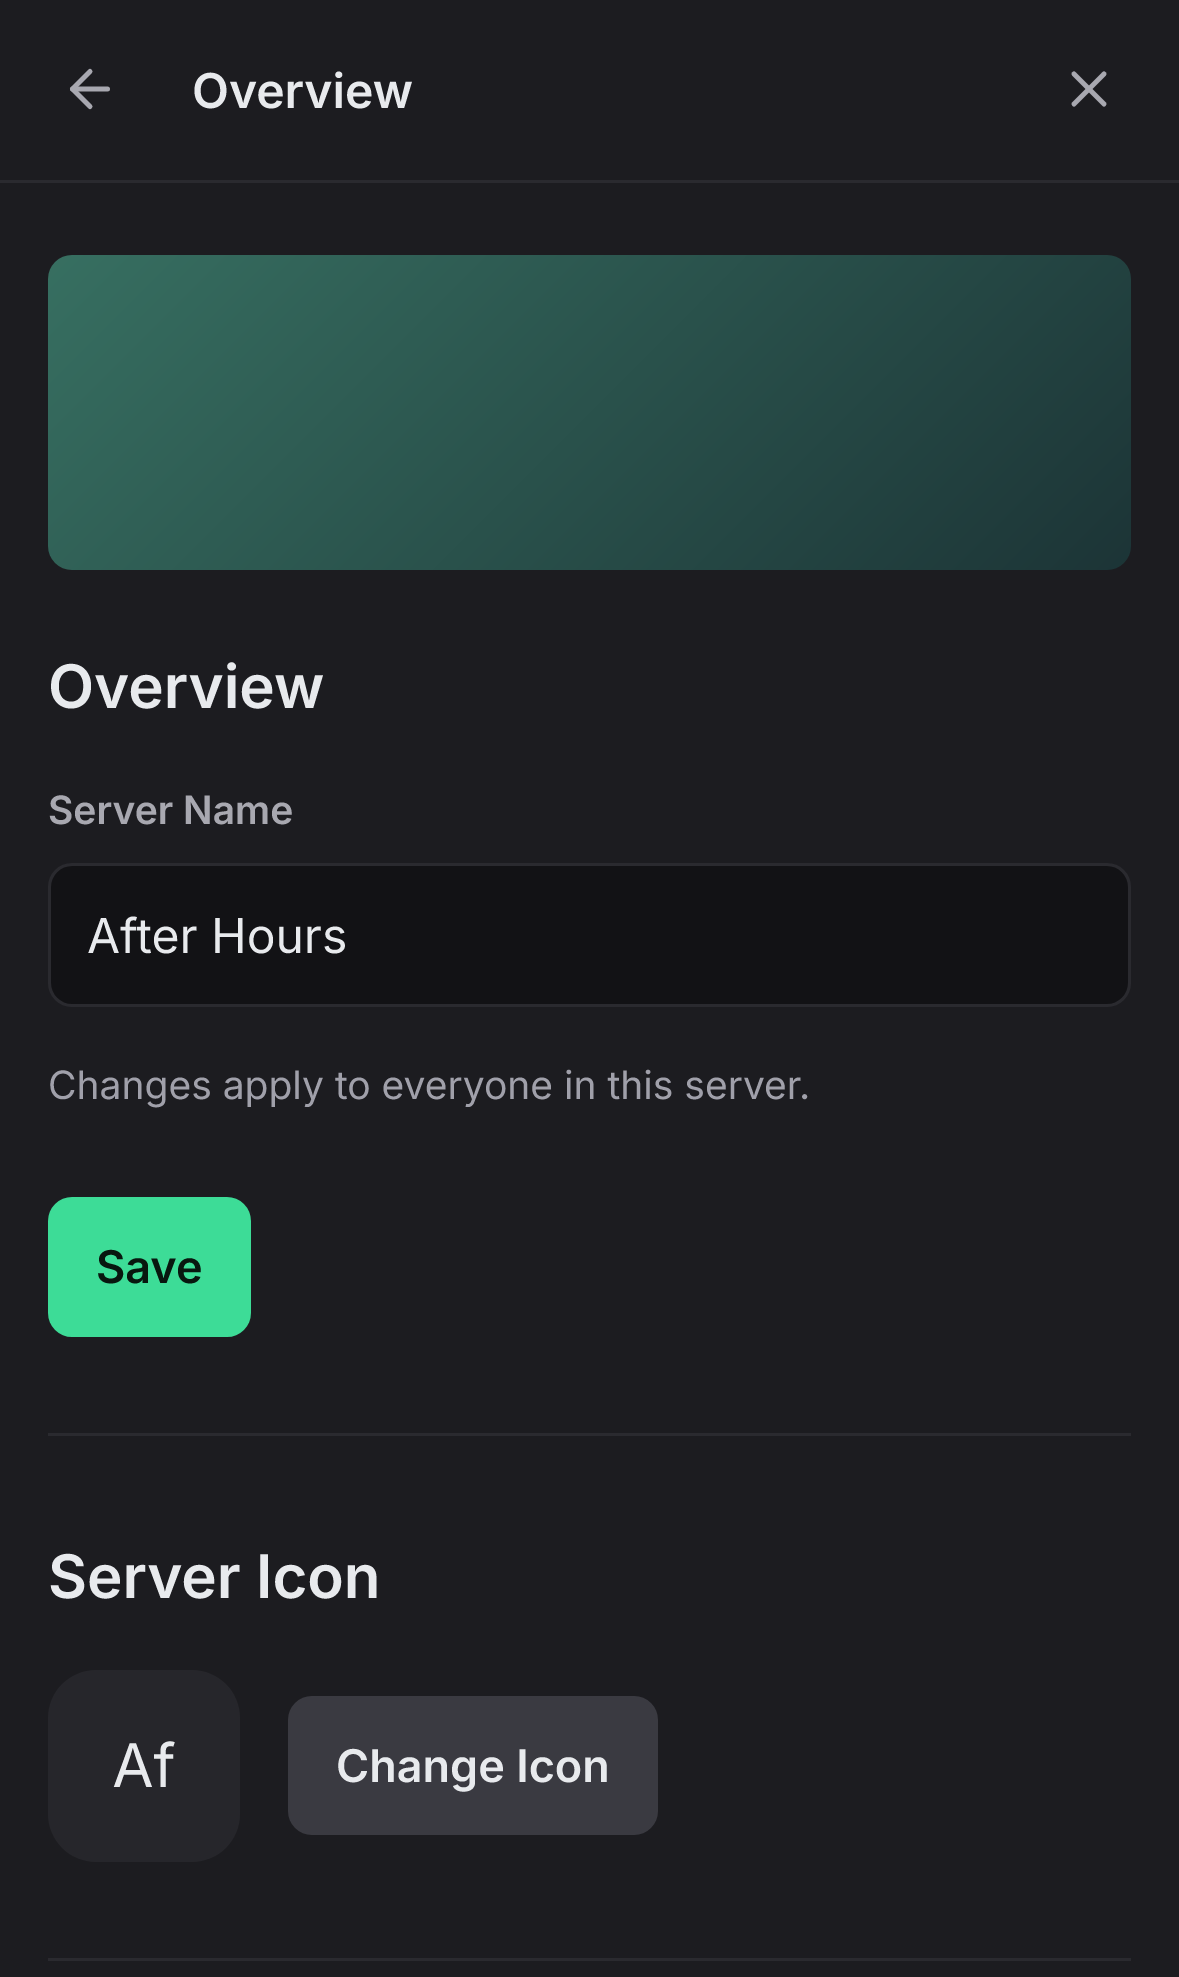 Overview
Overview
Server Name
After Hours
Changes apply to everyone in this server.
Save
Server Icon
Af
Change Icon